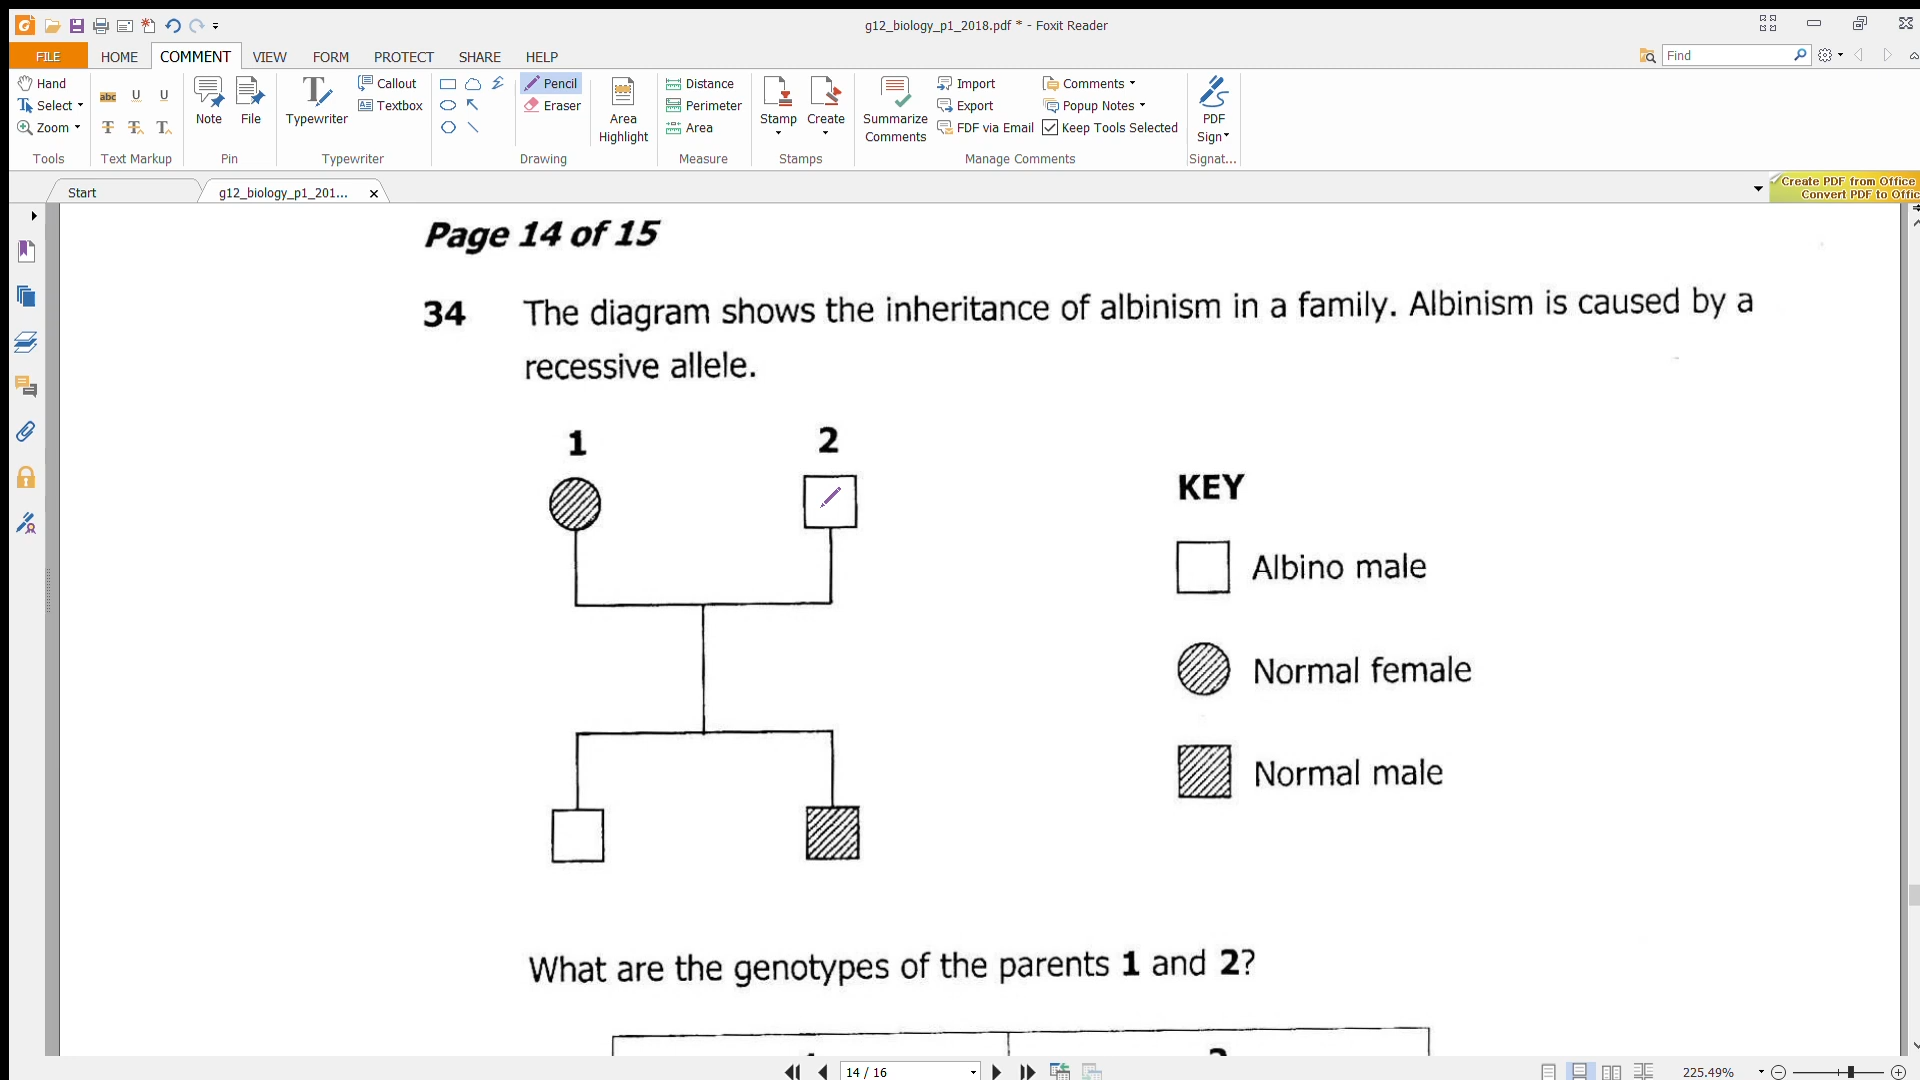 g12_biology_p1_2018.pdf * - Foxit Reader
FILE HOME COMMENT VIEW FORM PROTECT SHARE HELP
Find
Hand
Select
Zoom
Tools
abc U U
T T T
Text Markup
Note File
Pin
Typewriter
Callout
Textbox
Typewriter
Pencil
Eraser
Drawing
Area
Highlight
Distance
Perimeter
Area
Measure
Stamp Create
Stamps
Summarize
Comments
Import
Export
FDF via Email
Comments
Popup Notes
Keep Tools Selected
Manage Comments
PDF
Sign
Signat...
Start g12_biology_p1_201...
Create PDF from Office
Convert PDF to Offic
Page 14 of 15
34 The diagram shows the inheritance of albinism in a family. Albinism is caused by a
recessive allele.
1 2
KEY
Albino male
Normal female
Normal male
What are the genotypes of the parents 1 and 2?
14 / 16
225.49%